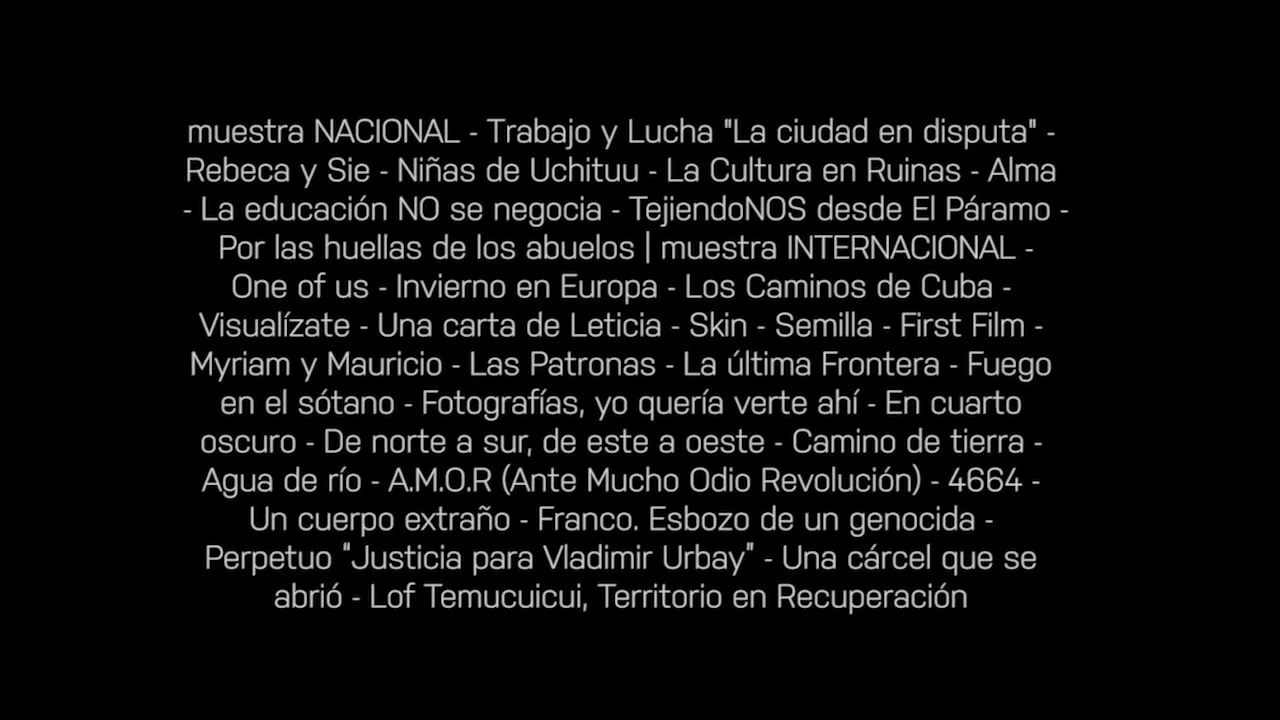 muestra NACIONAL - Trabajo y Lucha "La ciudad en disputa" -
Rebeca y Sie - Niñas de Uchituu - La Cultura en Ruinas - Alma
- La educación NO se negocia - TejiendoNOS desde El Páramo -
Por las huellas de los abuelos | muestra INTERNACIONAL -
One of us - Invierno en Europa - Los Caminos de Cuba -
Visualízate - Una carta de Leticia - Skin - Semilla - First Film -
Myriam y Mauricio - Las Patronas - La última Frontera - Fuego
en el sótano - Fotografías, yo quería verte ahí - En cuarto
oscuro - De norte a sur, de este a oeste - Camino de tierra -
Agua de río - A.M.O.R (Ante Mucho Odio Revolución) - 4664 -
Un cuerpo extraño - Franco. Esbozo de un genocida -
Perpetuo “Justicia para Vladimir Urbay” - Una cárcel que se
abrió - Lof Temucuicui, Territorio en Recuperación